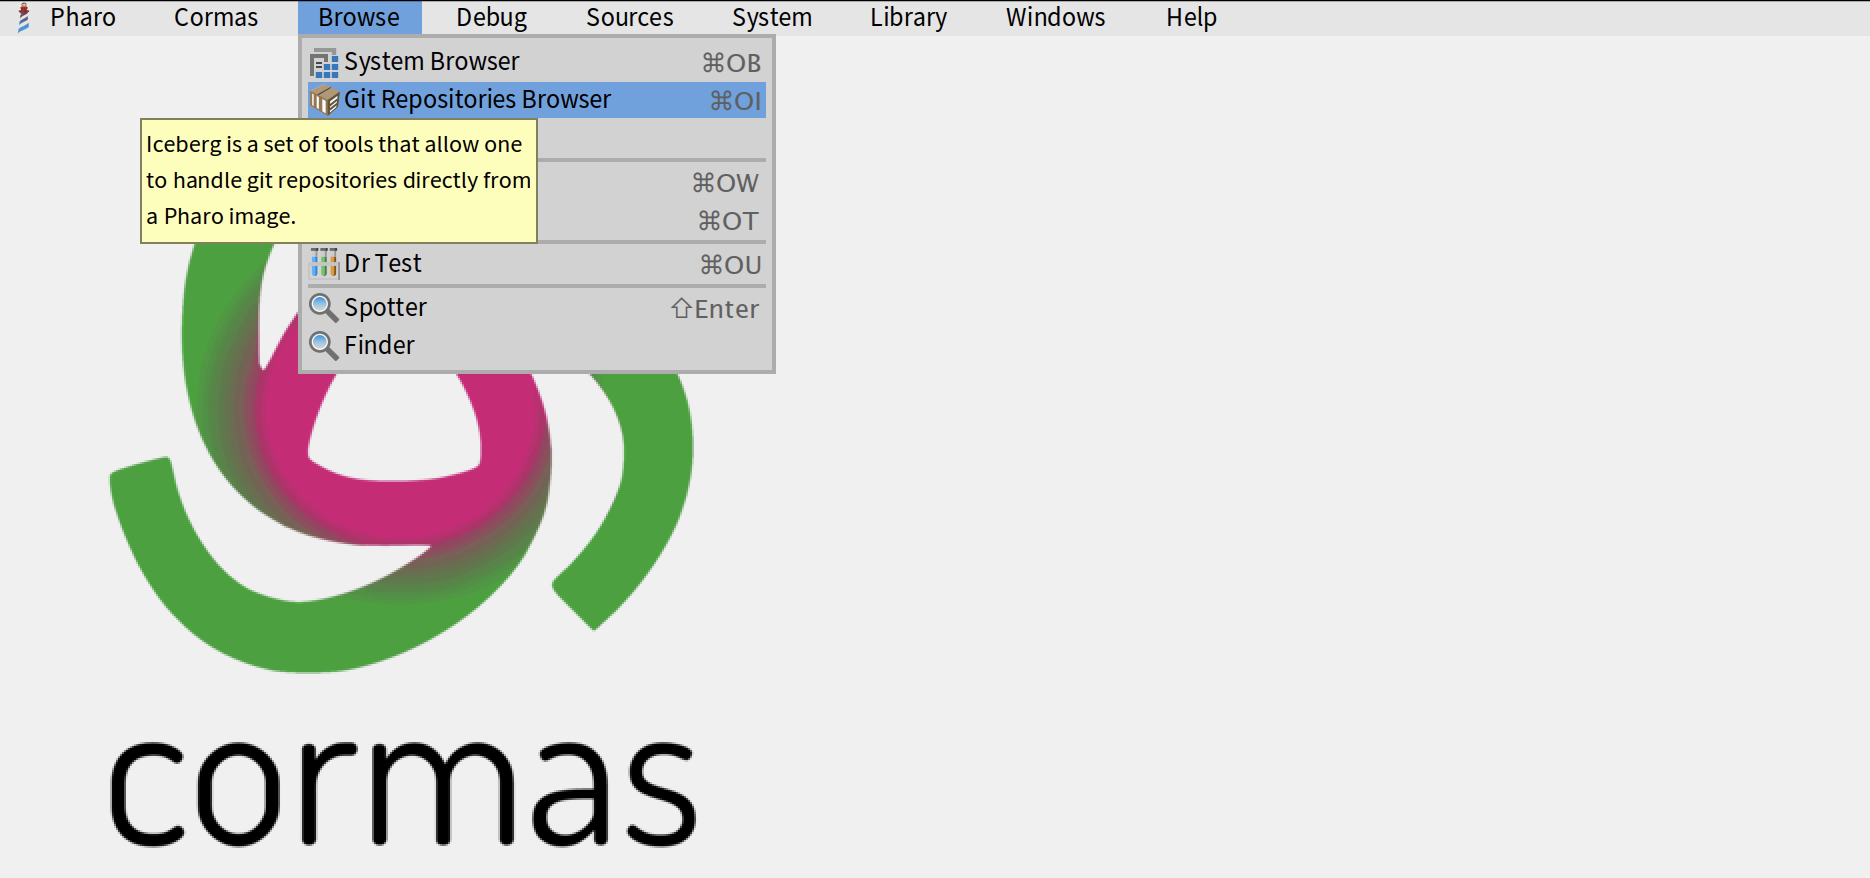 Pharo Cormas Browse Debug Sources System Library Windows Help
System Browser ⌘OB
Git Repositories Browser ⌘OI
Iceberg is a set of tools that allow one
to handle git repositories directly from
a Pharo image.
⌘OW
⌘OT
Dr Test ⌘OU
Spotter ⇧Enter
Finder
cormas